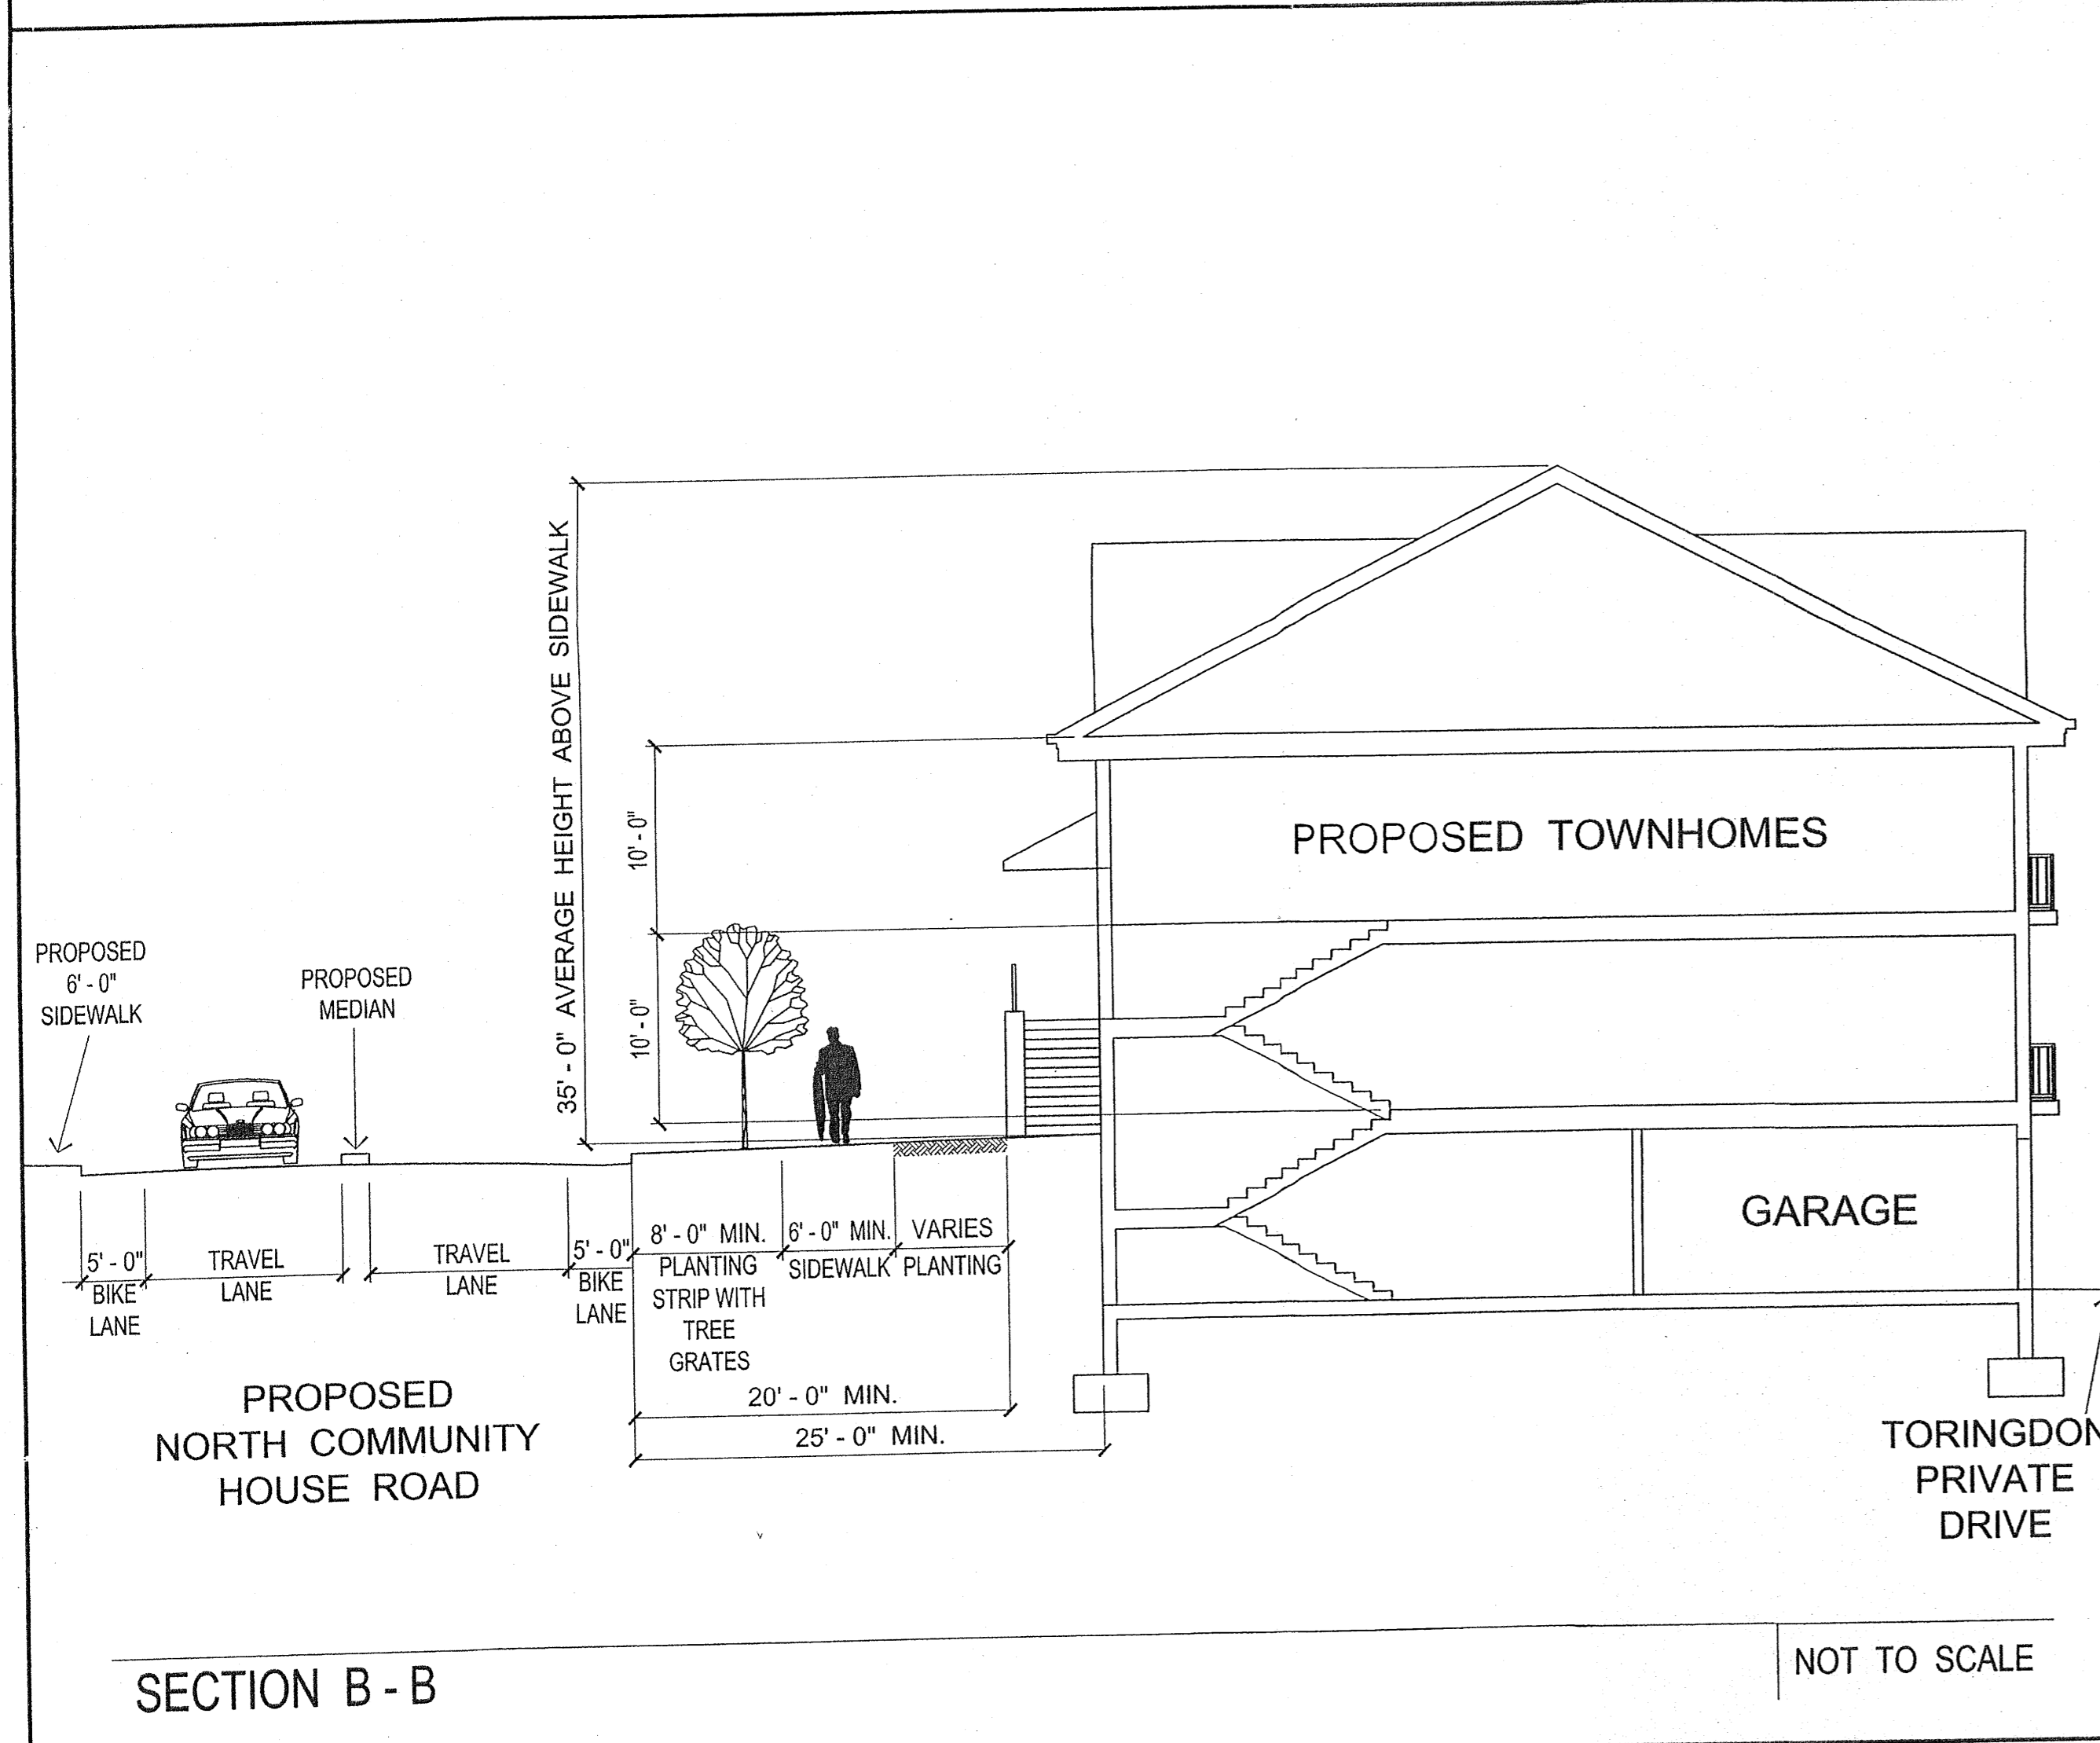 35' - 0" AVERAGE HEIGHT ABOVE SIDEWALK
10' - 0"
10' - 0"
PROPOSED TOWNHOMES
PROPOSED
6' - 0"
SIDEWALK
PROPOSED
MEDIAN
GARAGE
5' - 0"
BIKE
LANE
TRAVEL
LANE
TRAVEL
LANE
5' - 0"
BIKE
LANE
8' - 0" MIN.
PLANTING
STRIP WITH
TREE
GRATES
6' - 0" MIN.
SIDEWALK
VARIES
PLANTING
20' - 0" MIN.
25' - 0" MIN.
PROPOSED
NORTH COMMUNITY
HOUSE ROAD
TORINGDON
PRIVATE
DRIVE
SECTION B - B
NOT TO SCALE